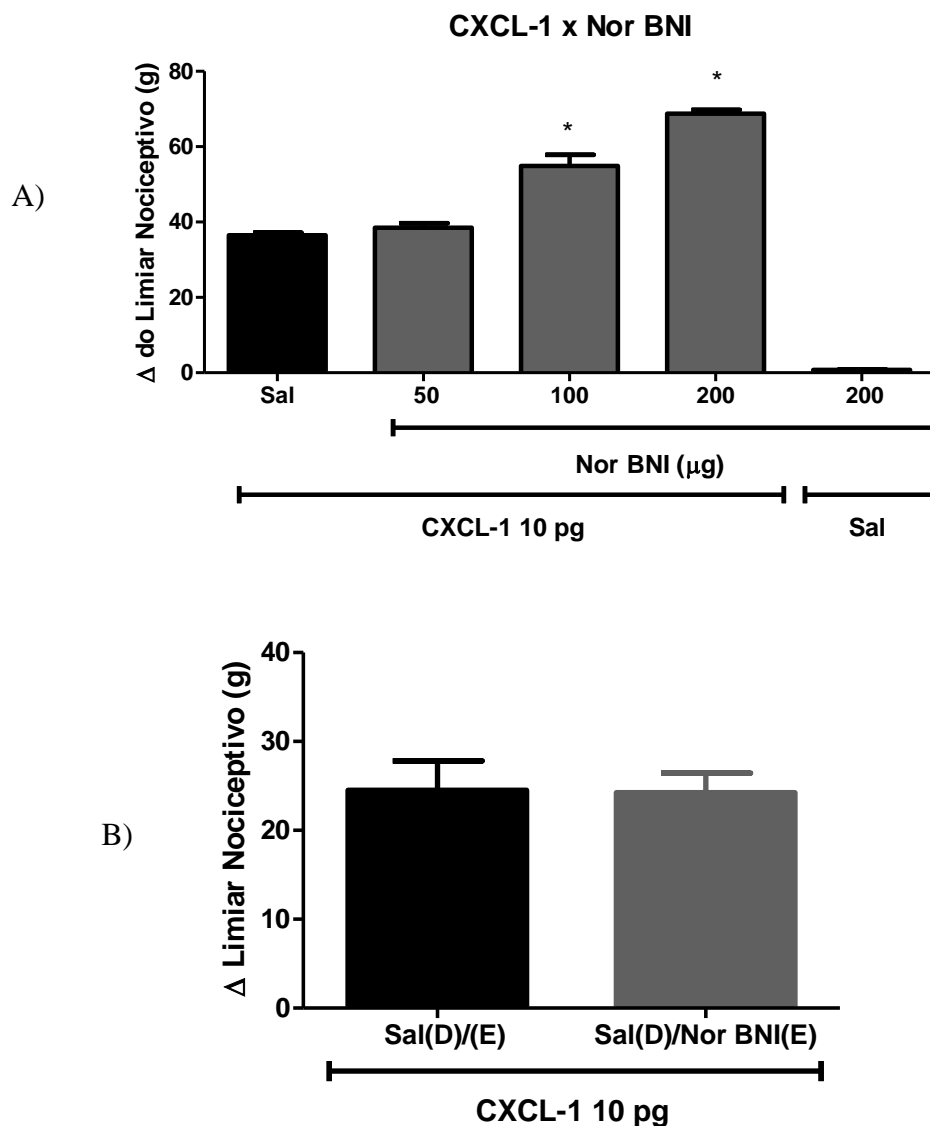 CXCL-1 x Nor BNI
A)
Δ do Limiar Nociceptivo (g)
80
60
40
20
0
*
*
Sal 50 100 200 200
Nor BNI (μg)
CXCL-1 10 pg Sal
B)
Δ Limiar Nociceptivo (g)
40
30
20
10
0
Sal(D)/(E) Sal(D)/Nor BNI(E)
CXCL-1 10 pg